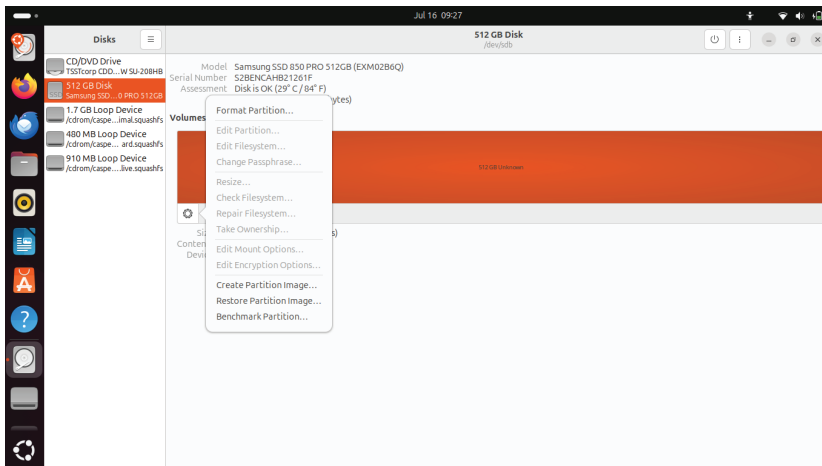 Jul 16 09:27
Disks
512 GB Disk
/dev/sdb
CD/DVD Drive
TSSTcorp CDD...W SU-208HB
512 GB Disk
Samsung SSD...0 PRO 512GB
1.7 GB Loop Device
/cdrom/caspe...imal.squashfs
480 MB Loop Device
/cdrom/caspe... ard.squashfs
910 MB Loop Device
/cdrom/caspe....live.squashfs
Model Samsung SSD 850 PRO 512GB (EXM02B6Q)
Serial Number S2BENCAHB21261F
Assessment Disk is OK (29° C / 84° F)
ytes)
Volumes
512 GB Unknown
Siz
s)
Conten
Devic
Format Partition...
Edit Partition...
Edit Filesystem...
Change Passphrase...
Resize...
Check Filesystem...
Repair Filesystem...
Take Ownership...
Edit Mount Options...
Edit Encryption Options...
Create Partition Image...
Restore Partition Image...
Benchmark Partition...